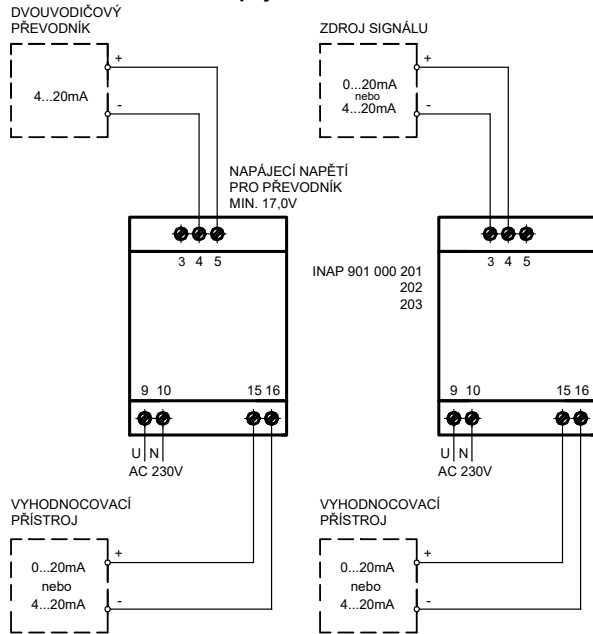 DVOUVODIČOVÝ
PŘEVODNÍK
4...20mA
+
-
NAPÁJECÍ NAPĚTÍ
PRO PŘEVODNÍK
MIN. 17,0V
3 4 5
9 10 15 16
U N
AC 230V
VYHODNOCOVACÍ
PŘÍSTROJ
0...20mA
nebo
4...20mA
+
-
ZDROJ SIGNÁLU
0...20mA
nebo
4...20mA
+
-
INAP 901 000 201
202
203
3 4 5
9 10 15 16
U N
AC 230V
VYHODNOCOVACÍ
PŘÍSTROJ
0...20mA
nebo
4...20mA
+
-